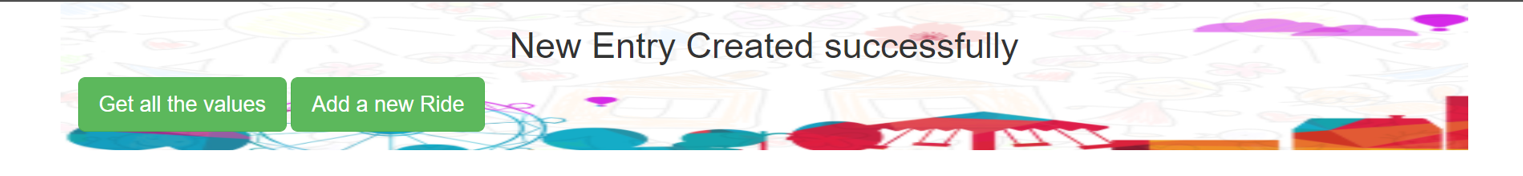 New Entry Created successfully
Get all the values
Add a new Ride